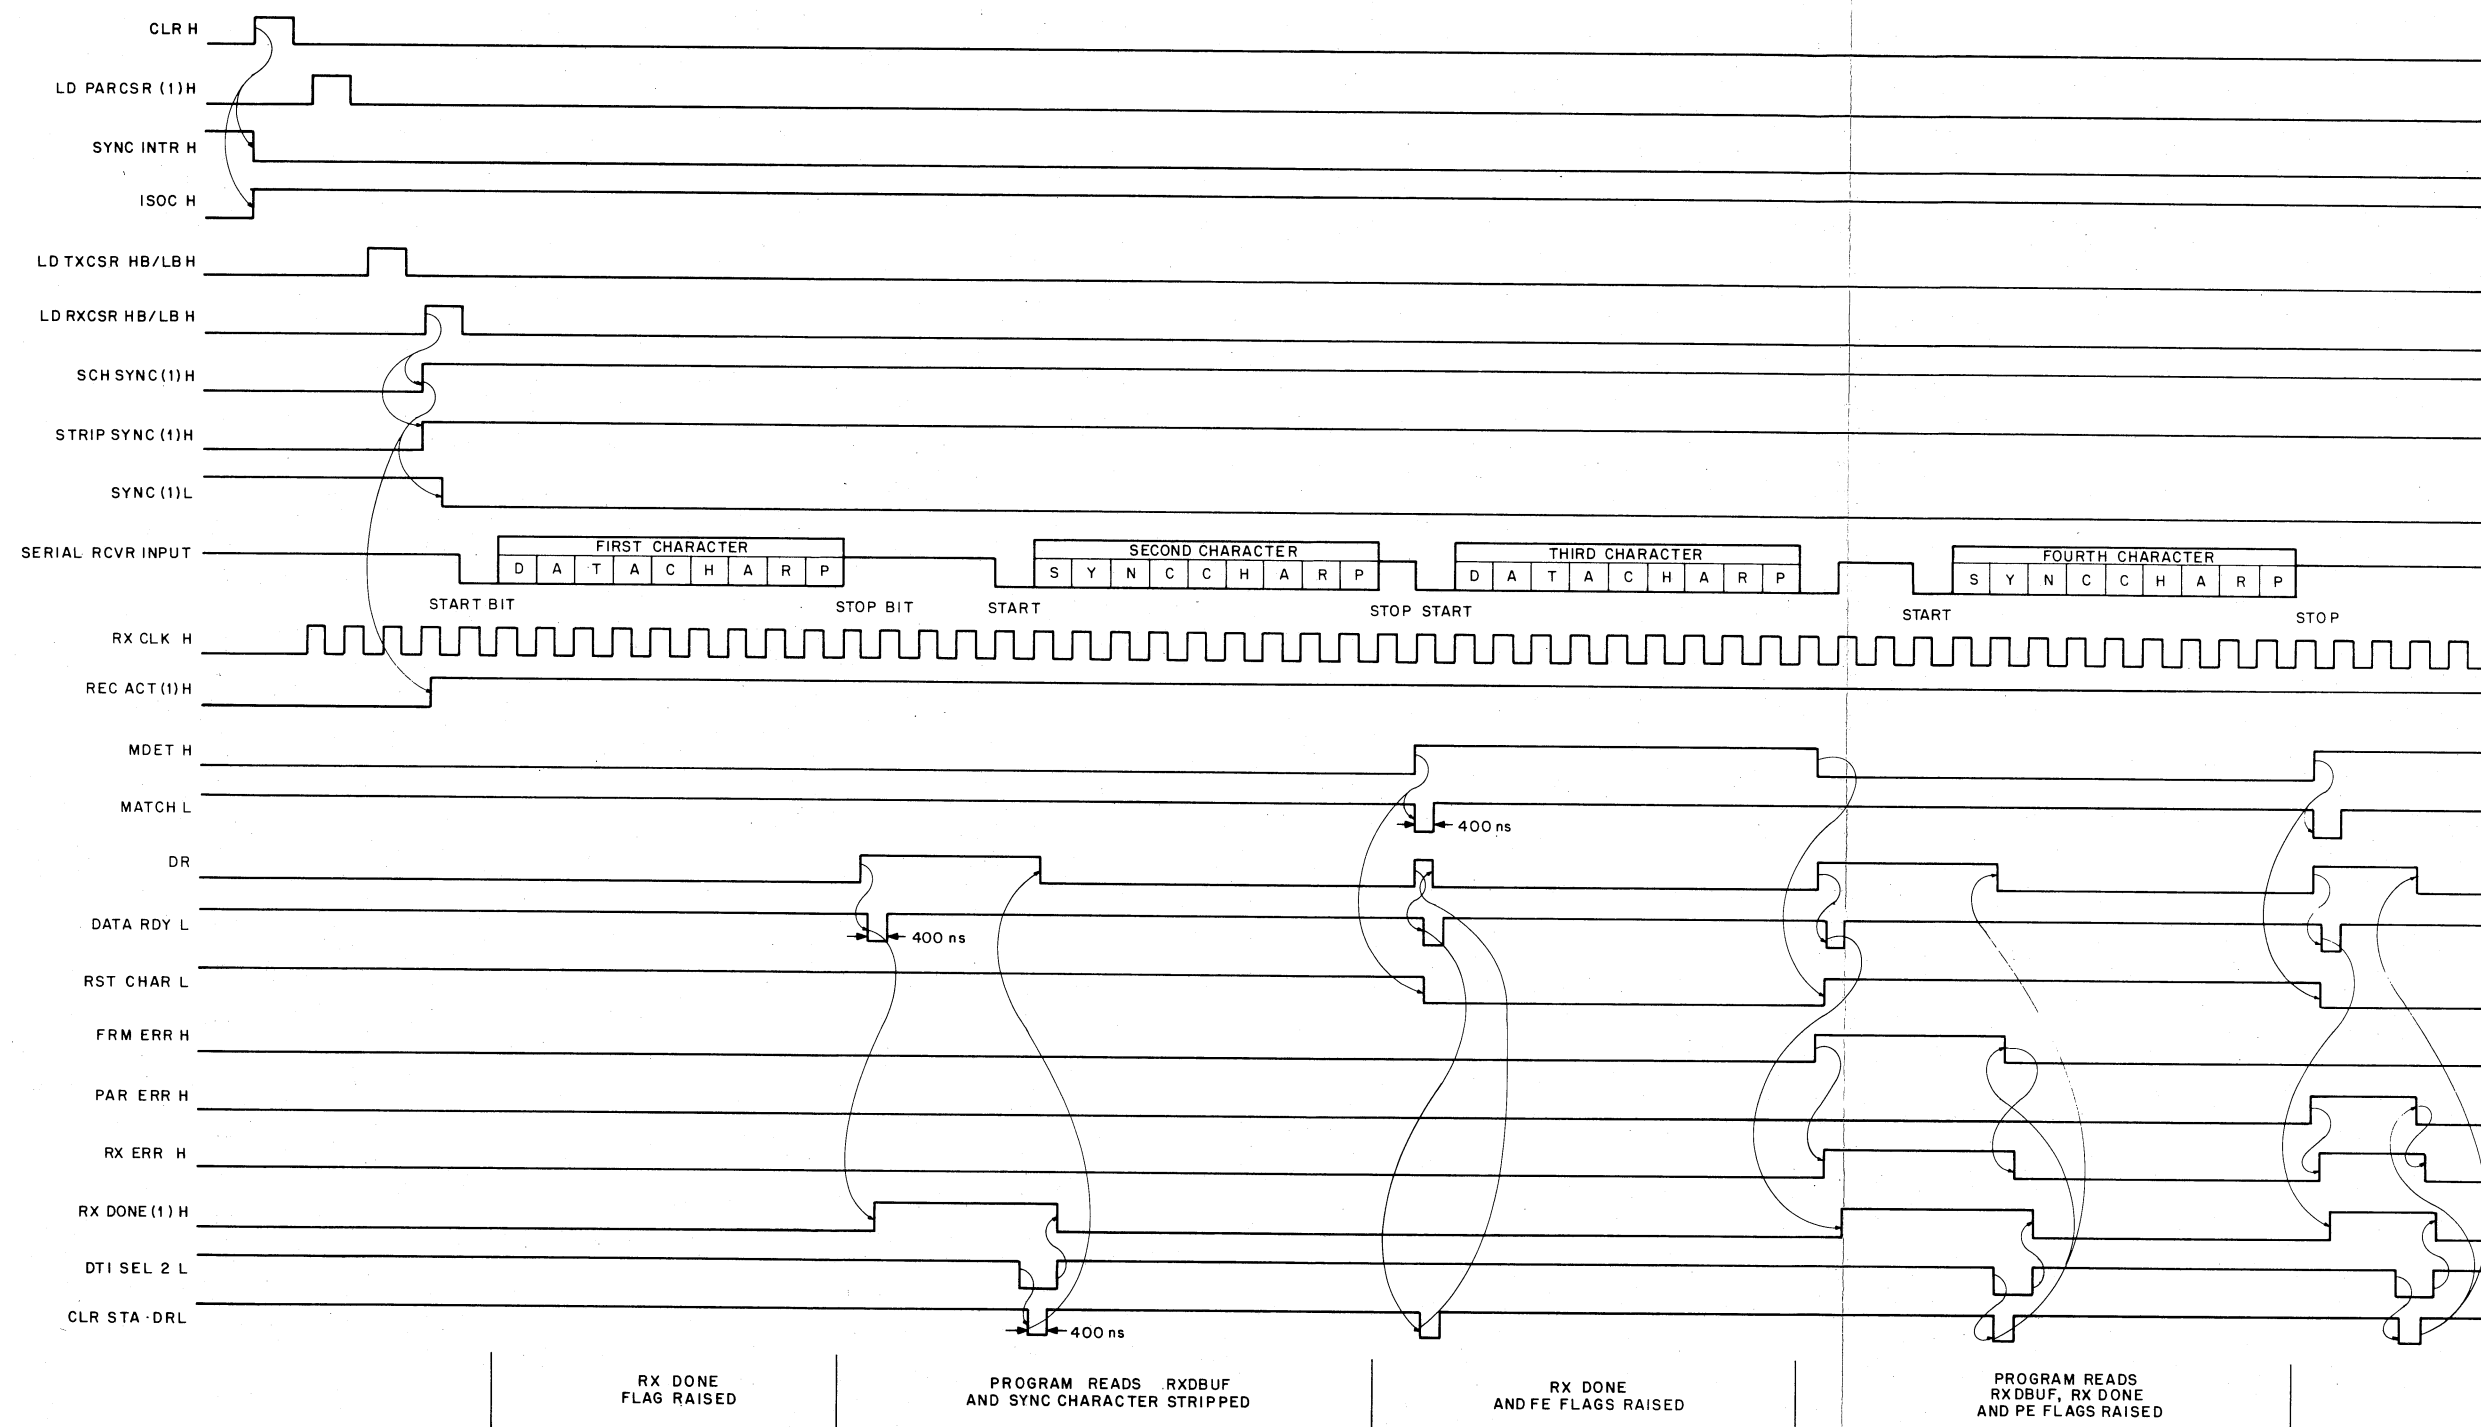 CLR H
LD PARCSR (1) H
SYNC INTR H
ISOC H
LD TXCSR HB/LB H
LD RXCSR HB/LB H
SCH SYNC (1) H
STRIP SYNC (1) H
SYNC (1) L
SERIAL RCVR INPUT
FIRST CHARACTER
D A T A C H A R P
SECOND CHARACTER
S Y N C C H A R P
THIRD CHARACTER
D A T A C H A R P
FOURTH CHARACTER
S Y N C C H A R P
START BIT
STOP BIT
START
STOP START
START
STOP
RX CLK H
REC ACT (1) H
MDET H
MATCH L
400 ns
DR
DATA RDY L
400 ns
RST CHAR L
FRM ERR H
PAR ERR H
RX ERR H
RX DONE (1) H
DTI SEL 2 L
CLR STA · DRL
400 ns
RX DONE
FLAG RAISED
PROGRAM READS RXDBUF
AND SYNC CHARACTER STRIPPED
RX DONE
AND FE FLAGS RAISED
PROGRAM READS
RXDBUF, RX DONE
AND PE FLAGS RAISED